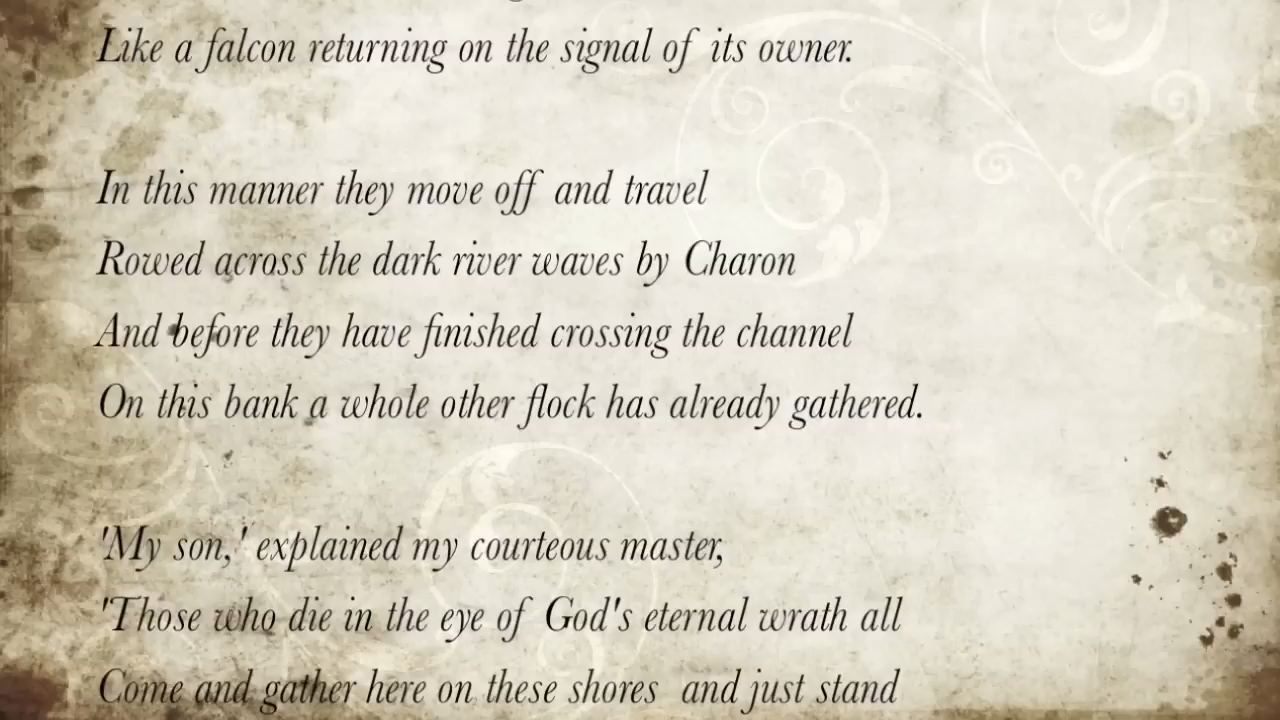 Like a falcon returning on the signal of its owner.
In this manner they move off and travel
Rowed across the dark river waves by Charon
And before they have finished crossing the channel
On this bank a whole other flock has already gathered.
'My son,' explained my courteous master,
'Those who die in the eye of God's eternal wrath all
Come and gather here on these shores and just stand